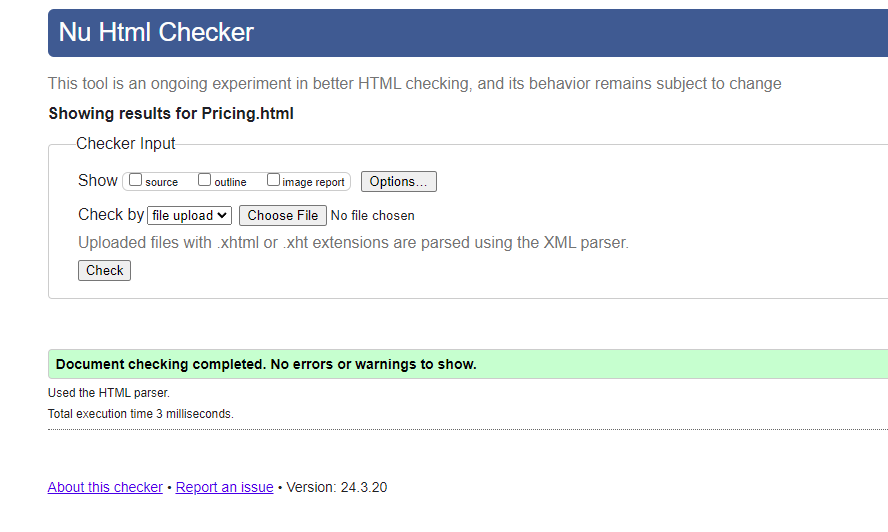 Nu Html Checker
This tool is an ongoing experiment in better HTML checking, and its behavior remains subject to change
Showing results for Pricing.html
Checker Input
Show source outline image report Options...
Check by file upload Choose File No file chosen
Uploaded files with .xhtml or .xht extensions are parsed using the XML parser.
Check
Document checking completed. No errors or warnings to show.
Used the HTML parser.
Total execution time 3 milliseconds.
About this checker • Report an issue • Version: 24.3.20